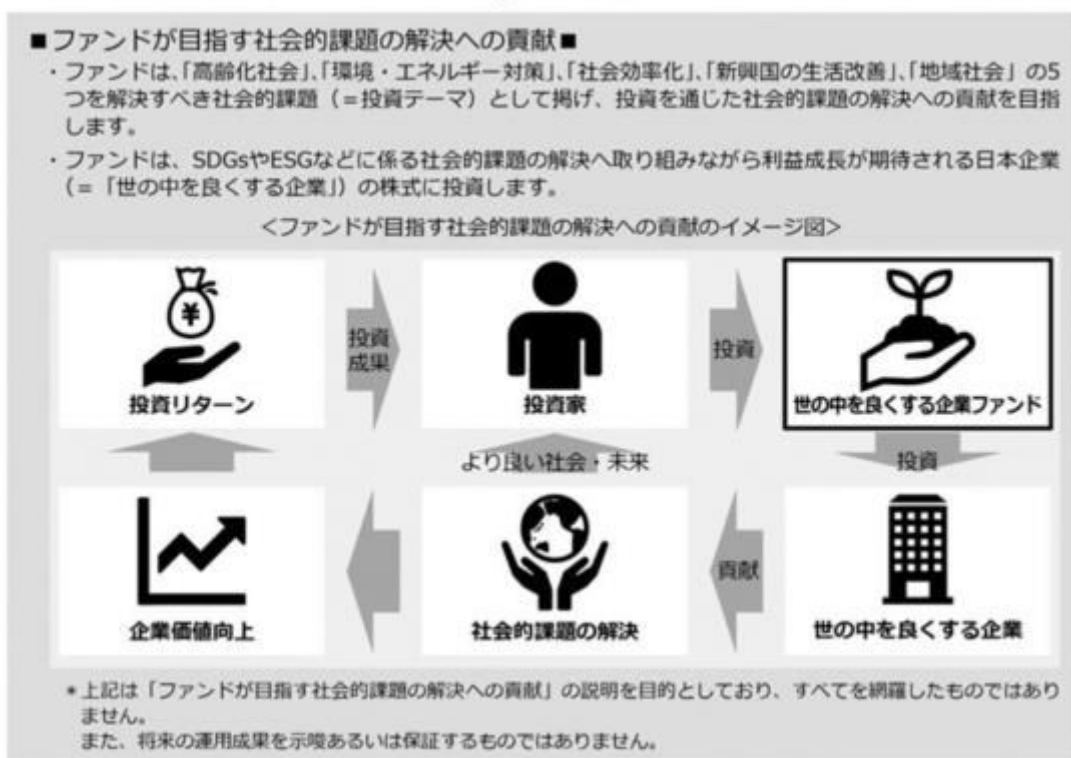 ■ファンドが目指す社会的課題の解決への貢献■
・ファンドは、「高齢化社会」、「環境・エネルギー対策」、「社会効率化」、「新興国の生活改善」、「地域社会」の5
つを解決すべき社会的課題（＝投資テーマ）として掲げ、投資を通じた社会的課題の解決への貢献を目指
します。
・ファンドは、SDGsやESGなどに係る社会的課題の解決へ取り組みながら利益成長が期待される日本企業
（＝「世の中を良くする企業」）の株式に投資します。
＜ファンドが目指す社会的課題の解決への貢献のイメージ図＞
¥
投資リターン
投資
成果
投資家
投資
世の中を良くする企業ファンド
より良い社会・未来
投資
企業価値向上
社会的課題の解決
貢献
世の中を良くする企業
＊上記は「ファンドが目指す社会的課題の解決への貢献」の説明を目的としており、すべてを網羅したものではあり
ません。
また、将来の運用成果を示唆あるいは保証するものではありません。